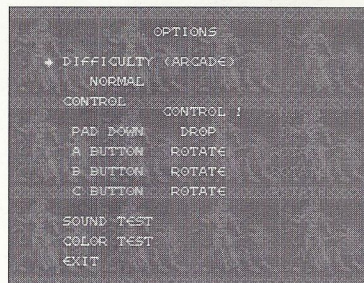 OPTIONS
DIFFICULTY (ARCADE)
NORMAL
CONTROL
CONTROL 1
PAD DOWN DROP
A BUTTON ROTATE
B BUTTON ROTATE
C BUTTON ROTATE
SOUND TEST
COLOR TEST
EXIT